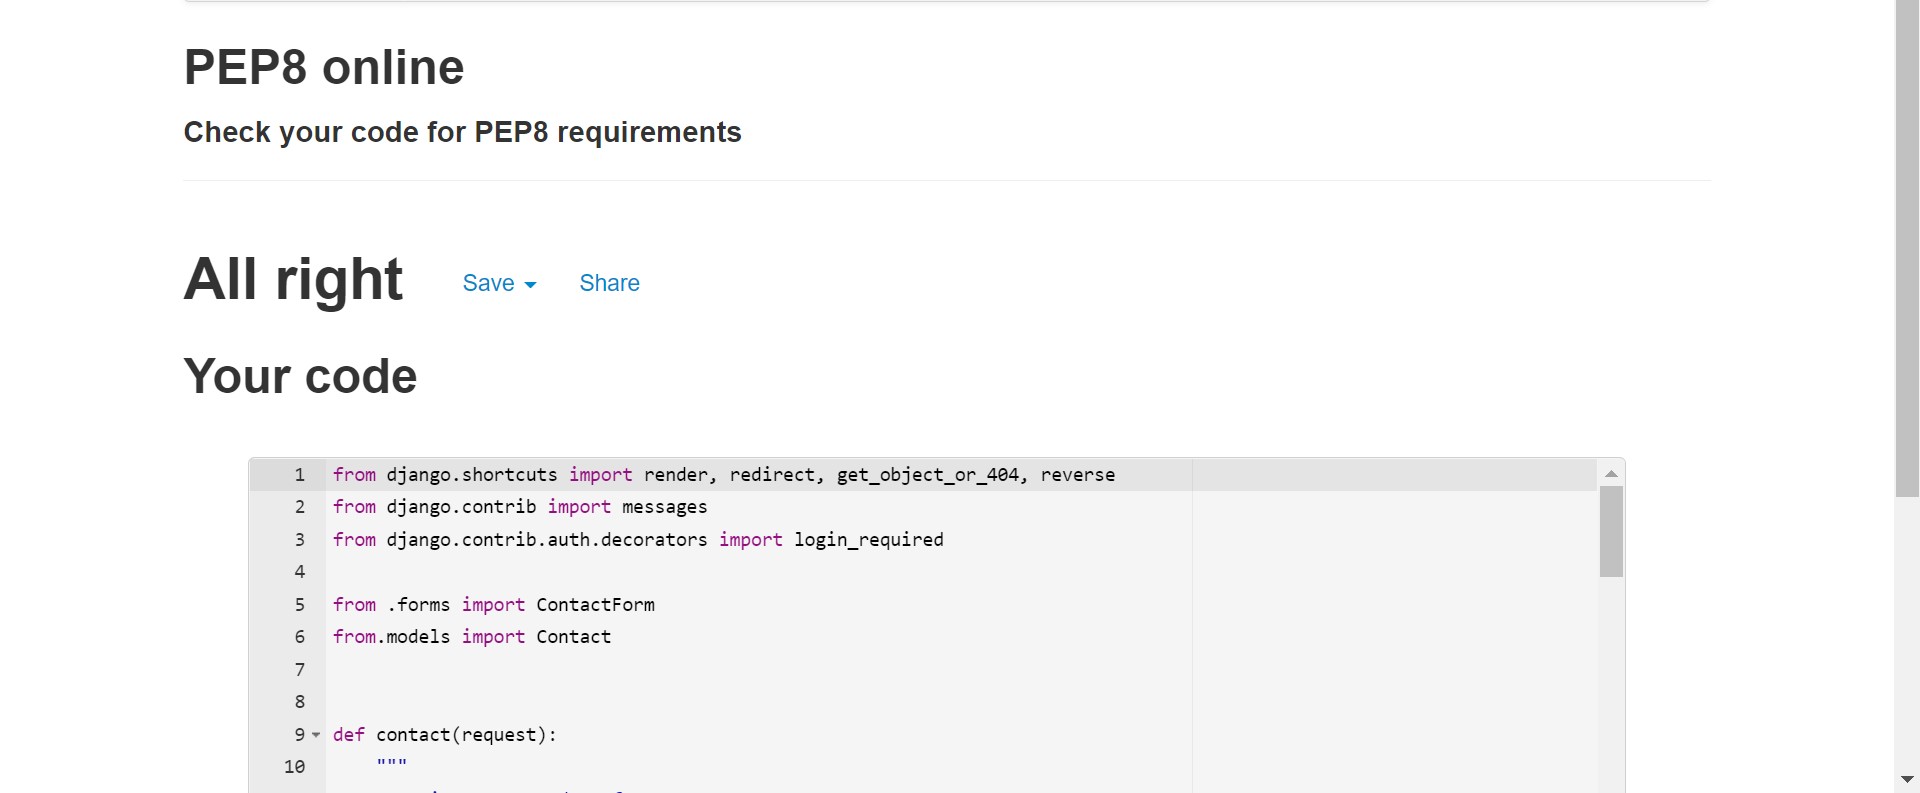 PEP8 online
Check your code for PEP8 requirements
All right Save Share
Your code
1 from django.shortcuts import render, redirect, get_object_or_404, reverse
2 from django.contrib import messages
3 from django.contrib.auth.decorators import login_required
4
5 from .forms import ContactForm
6 from.models import Contact
7
8
9 def contact(request):
10 """